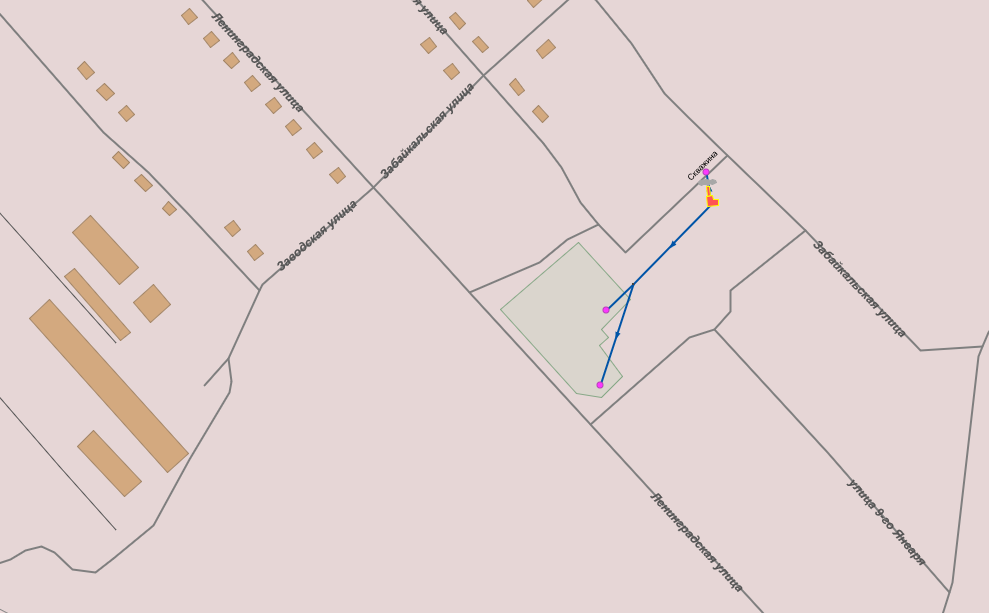 Ленинградская улица
я улица
Забайкальская улица
Заводская улица
Скважина
Забайкальская улица
улица 9-го Января
Ленинградская улица